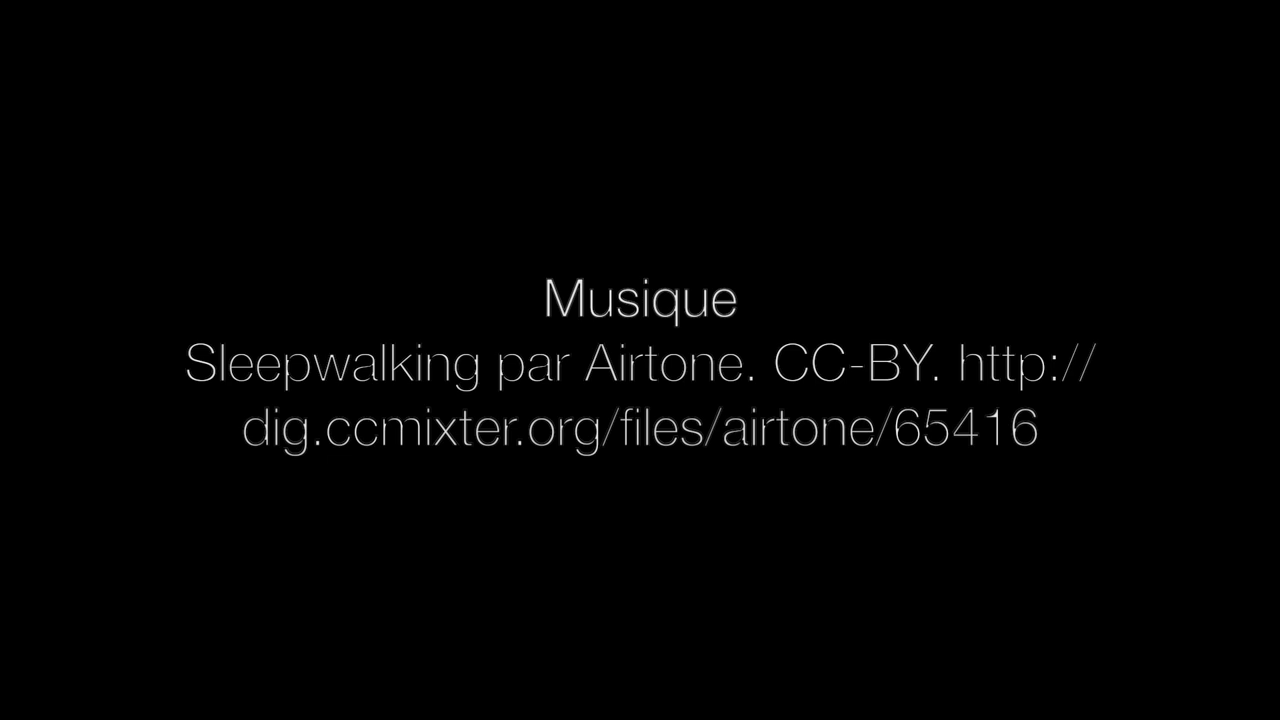 Musique
Sleepwalking par Airtone. CC-BY. http://
dig.ccmixter.org/files/airtone/65416